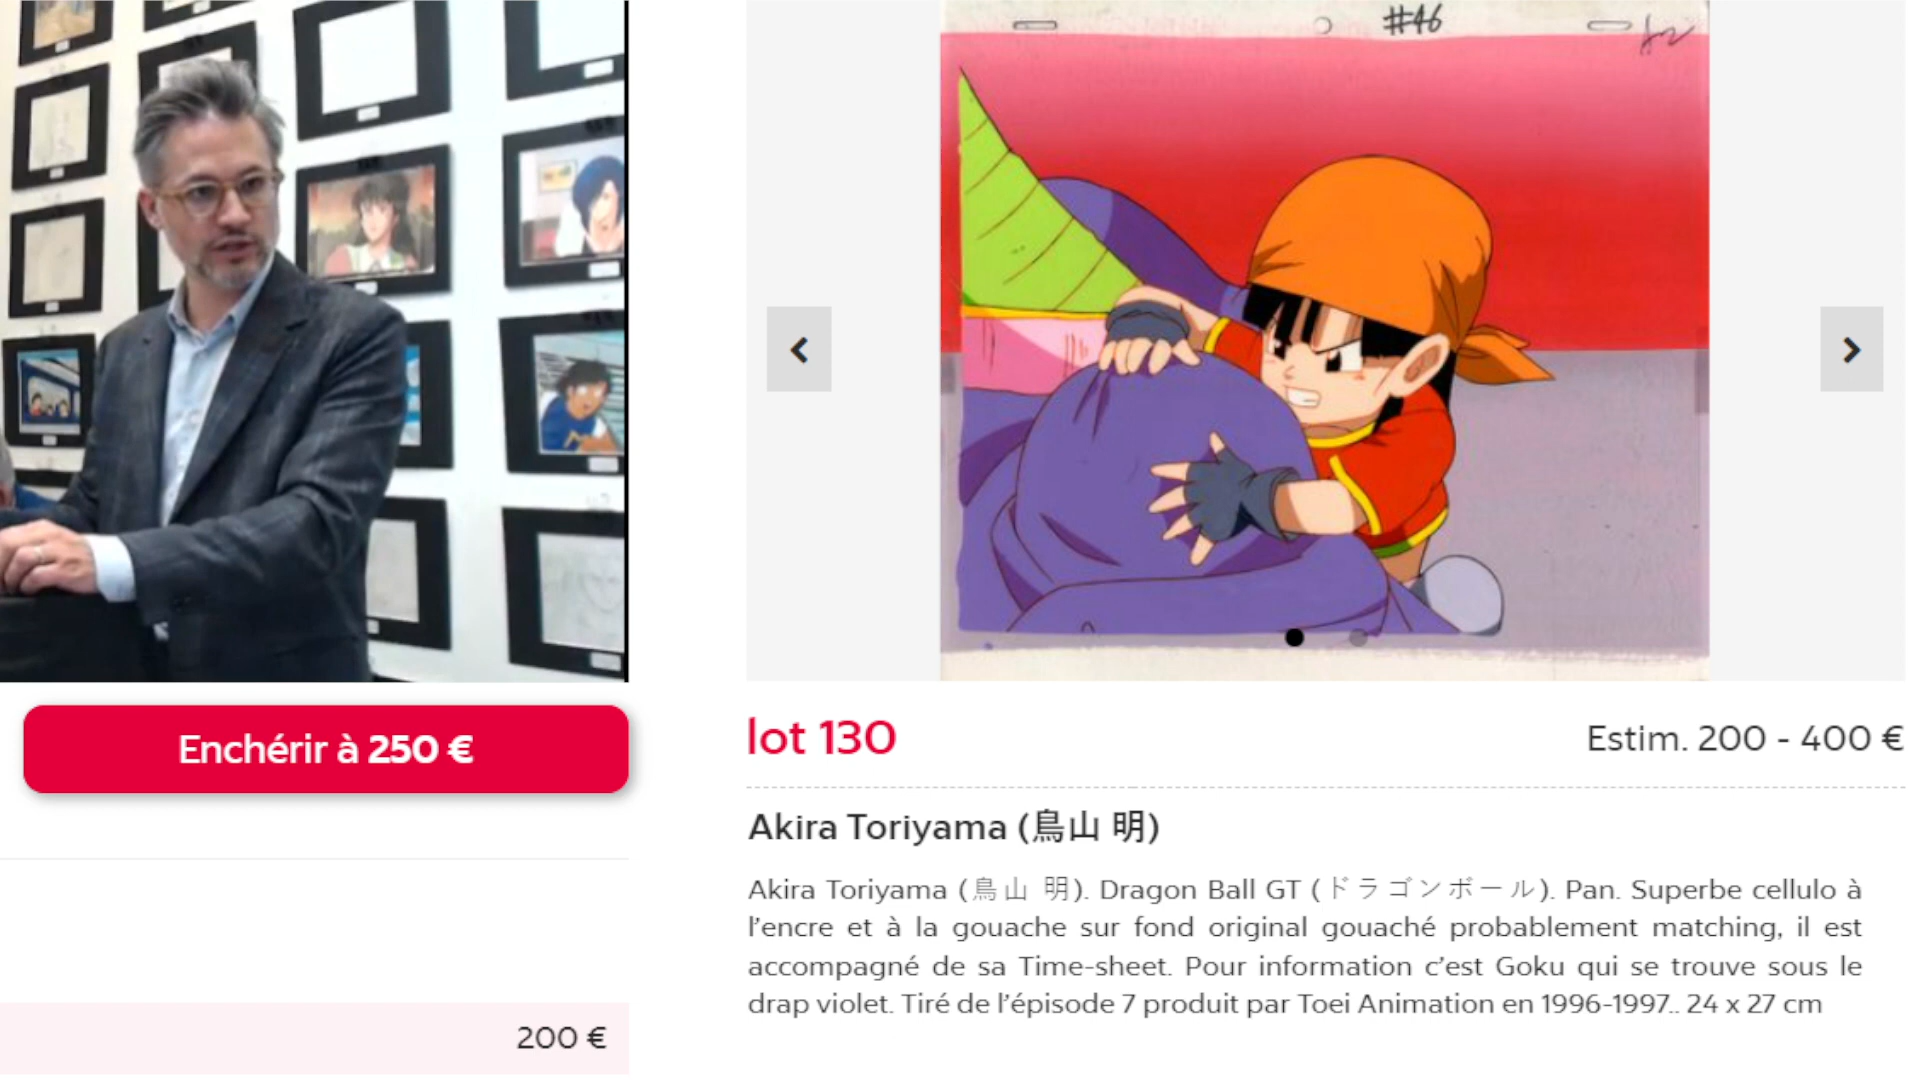 #46
Enchérir à 250 €
200 €
lot 130
Estim. 200 - 400 €
Akira Toriyama (鳥山 明)
Akira Toriyama (鳥山 明). Dragon Ball GT (ドラゴンボール). Pan. Superbe cellulo à
l'encre et à la gouache sur fond original gouaché probablement matching, il est
accompagné de sa Time-sheet. Pour information c'est Goku qui se trouve sous le
drap violet. Tiré de l'épisode 7 produit par Toei Animation en 1996-1997.. 24 x 27 cm